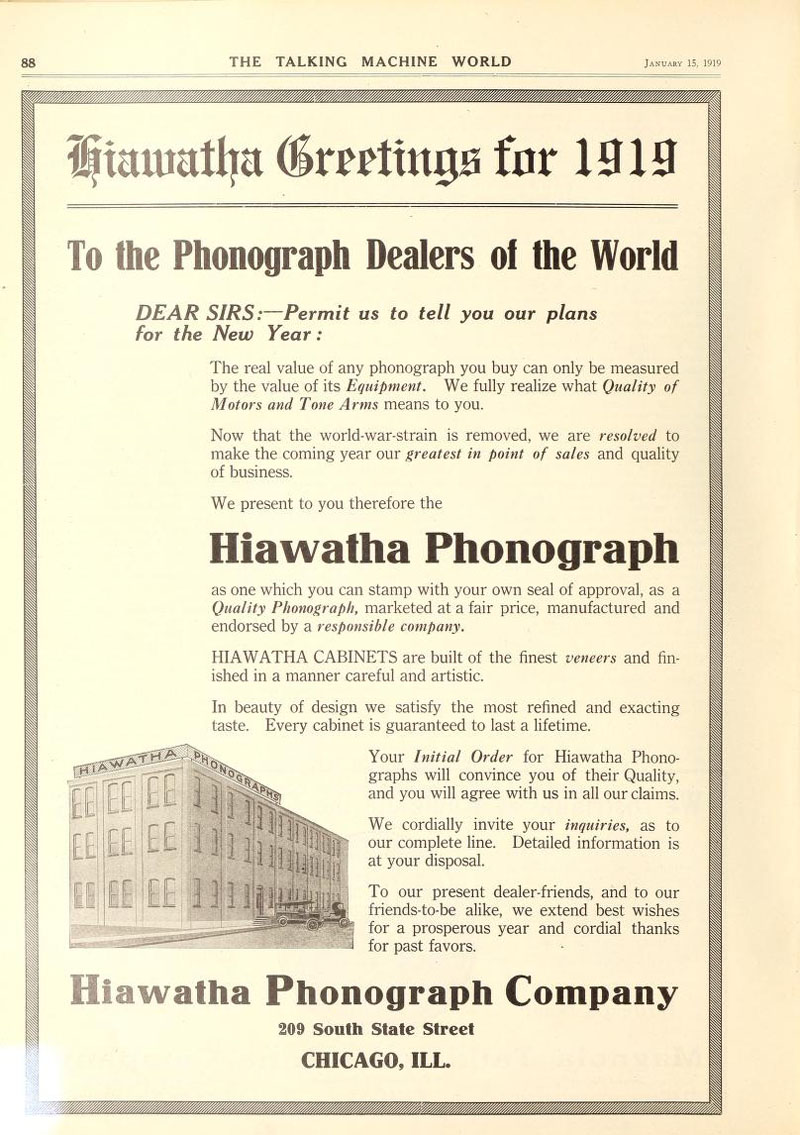 88
THE TALKING MACHINE WORLD
JANUARY 15, 1919
Hiawatha Greetings for 1919
To the Phonograph Dealers of the World
DEAR SIRS:—Permit us to tell you our plans
for the New Year:
The real value of any phonograph you buy can only be measured
by the value of its Equipment. We fully realize what Quality of
Motors and Tone Arms means to you.
Now that the world-war-strain is removed, we are resolved to
make the coming year our greatest in point of sales and quality
of business.
We present to you therefore the
Hiawatha Phonograph
as one which you can stamp with your own seal of approval, as a
Quality Phonograph, marketed at a fair price, manufactured and
endorsed by a responsible company.
HIAWATHA CABINETS are built of the finest veneers and fin-
ished in a manner careful and artistic.
In beauty of design we satisfy the most refined and exacting
taste. Every cabinet is guaranteed to last a lifetime.
HIAWATHA PHONOGRAPHS
Your Initial Order for Hiawatha Phono-
graphs will convince you of their Quality,
and you will agree with us in all our claims.
We cordially invite your inquiries, as to
our complete line. Detailed information is
at your disposal.
To our present dealer-friends, and to our
friends-to-be alike, we extend best wishes
for a prosperous year and cordial thanks
for past favors.
Hiawatha Phonograph Company
209 South State Street
CHICAGO, ILL.